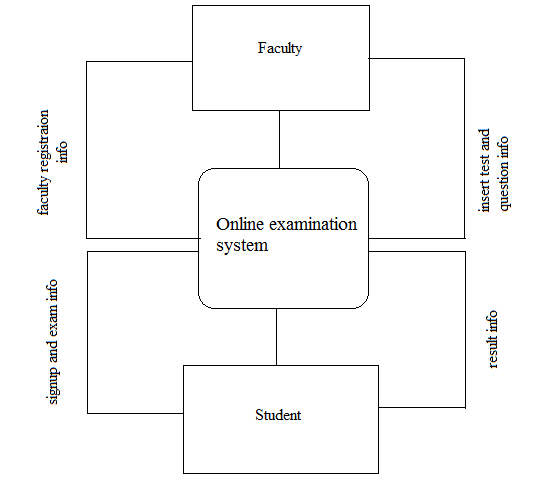 Faculty
faculty registraion
info
insert test and
question info
Online examination
system
signup and exam info
result info
Student